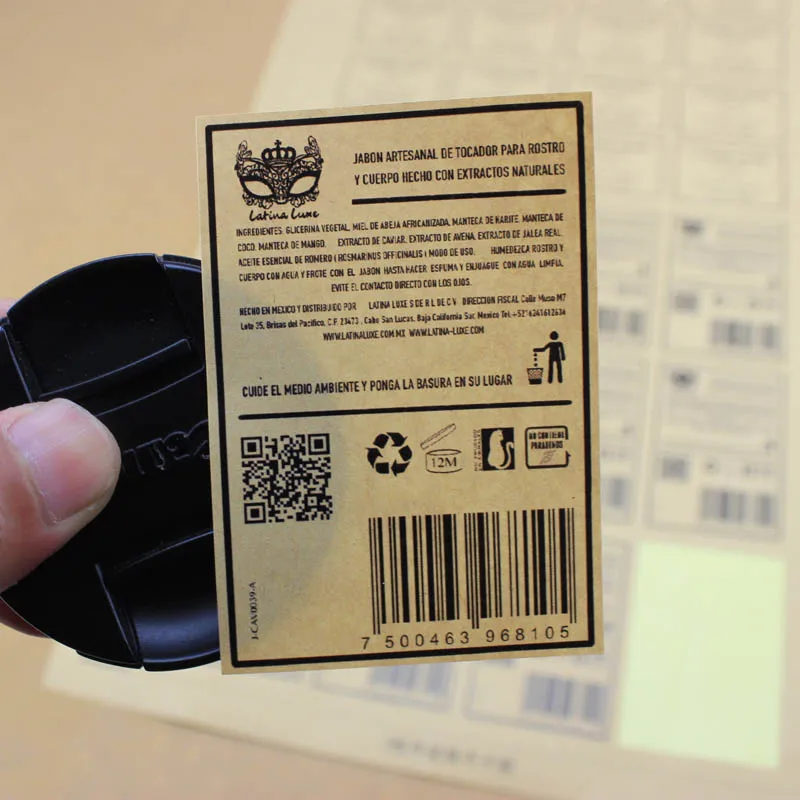 Latina Luxe
JABON ARTESANAL DE TOCADOR PARA ROSTRO
Y CUERPO HECHO CON EXTRACTOS NATURALES
INGREDIENTES: GLICERINA VEGETAL, MIEL DE ABEJA AFRICANIZADA, MANTECA DE KARITE, MANTECA DE
COCO, MANTECA DE MANGO. EXTRACTO DE CAVIAR, EXTRACTO DE AVENA, EXTRACTO DE JALEA REAL,
ACEITE ESENCIAL DE ROMERO (ROSMARINUS OFFICINALIS) MODO DE USO. HUMEDEZCA ROSTRO Y
CUERPO CON AGUA Y FROTE CON EL JABON HASTA HACER ESPUMA Y ENJUAGUE CON AGUA LIMPIA,
EVITE EL CONTACTO DIRECTO CON LOS OJOS.
HECHO EN MEXICO Y DISTRIBUIDO POR LATINA LUXE S DE R L DE C V. DIRECCION FISCAL Calle Musa M7
Lote 35, Brisas del Pacifico, C.P. 23473, Cabo San Lucas, Baja California Sur, Mexico Tel.+5216241612634
WWW.LATINALUXE.COM.MX WWW.LATINA-LUXE.COM
CUIDE EL MEDIO AMBIENTE Y PONGA LA BASURA EN SU LUGAR
12M
NO CONTIENE
PARABENOS
J-CAV0039-A
7 500463 968105